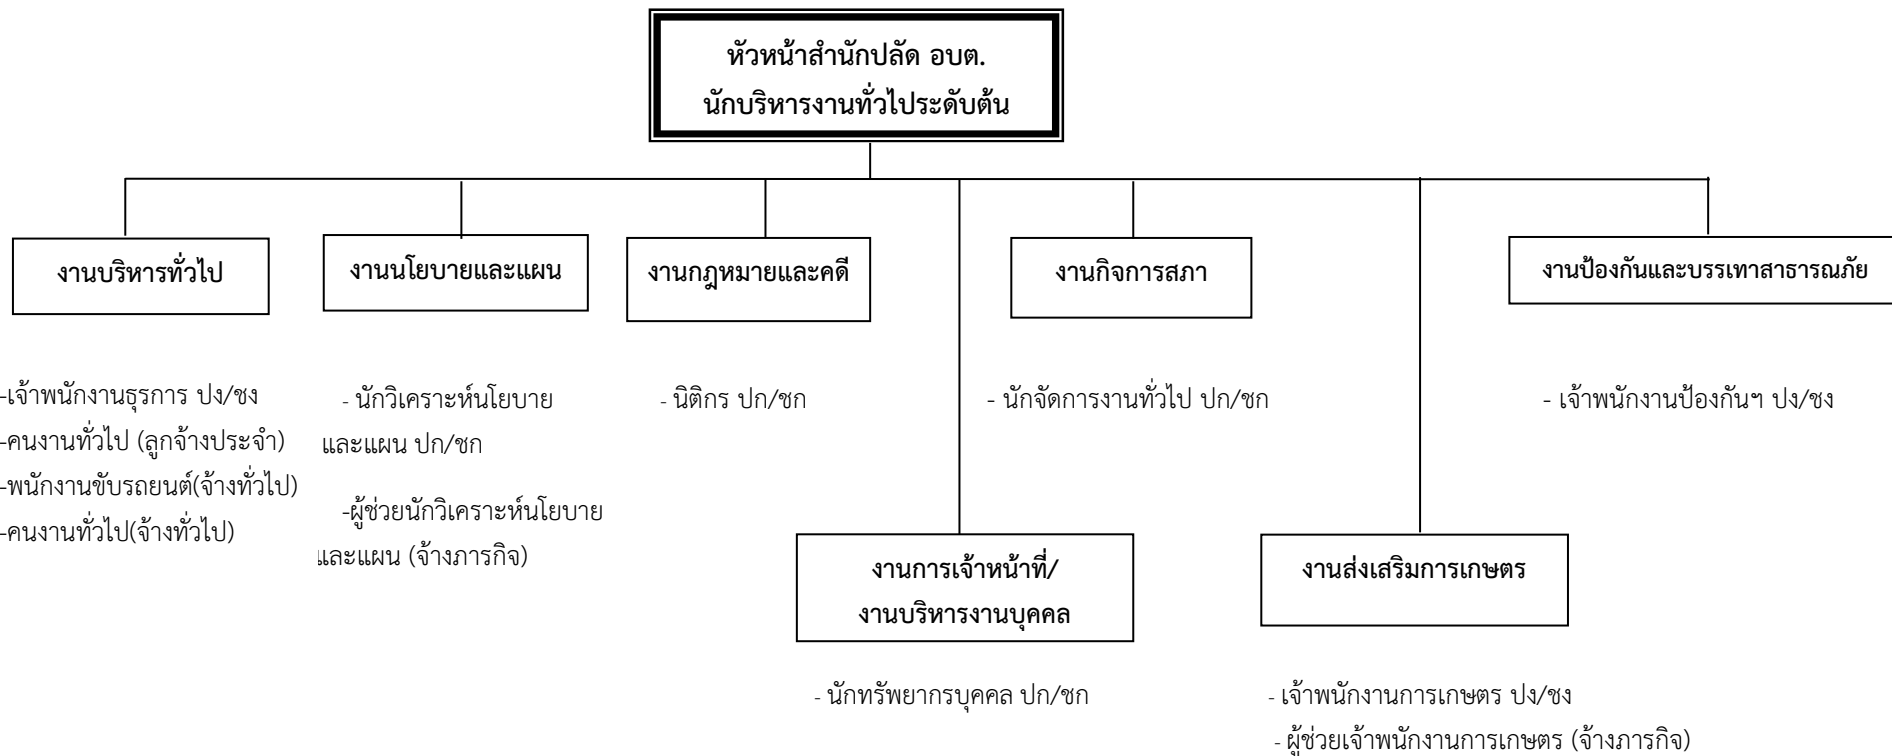 หัวหน้าสำนักปลัด อบต.
นักบริหารงานทั่วไประดับต้น
งานบริหารทั่วไป
-เจ้าพนักงานธุรการ ปง/ชง
-คนงานทั่วไป (ลูกจ้างประจำ)
-พนักงานขับรถยนต์(จ้างทั่วไป)
-คนงานทั่วไป(จ้างทั่วไป)
งานนโยบายและแผน
- นักวิเคราะห์นโยบาย
และแผน ปก/ชก
-ผู้ช่วยนักวิเคราะห์นโยบาย
และแผน (จ้างภารกิจ)
งานกฎหมายและคดี
- นิติกร ปก/ชก
งานการเจ้าหน้าที่/
งานบริหารงานบุคคล
- นักทรัพยากรบุคคล ปก/ชก
งานกิจการสภา
- นักจัดการงานทั่วไป ปก/ชก
งานส่งเสริมการเกษตร
- เจ้าพนักงานการเกษตร ปง/ชง
- ผู้ช่วยเจ้าพนักงานการเกษตร (จ้างภารกิจ)
งานป้องกันและบรรเทาสาธารณภัย
- เจ้าพนักงานป้องกันฯ ปง/ชง